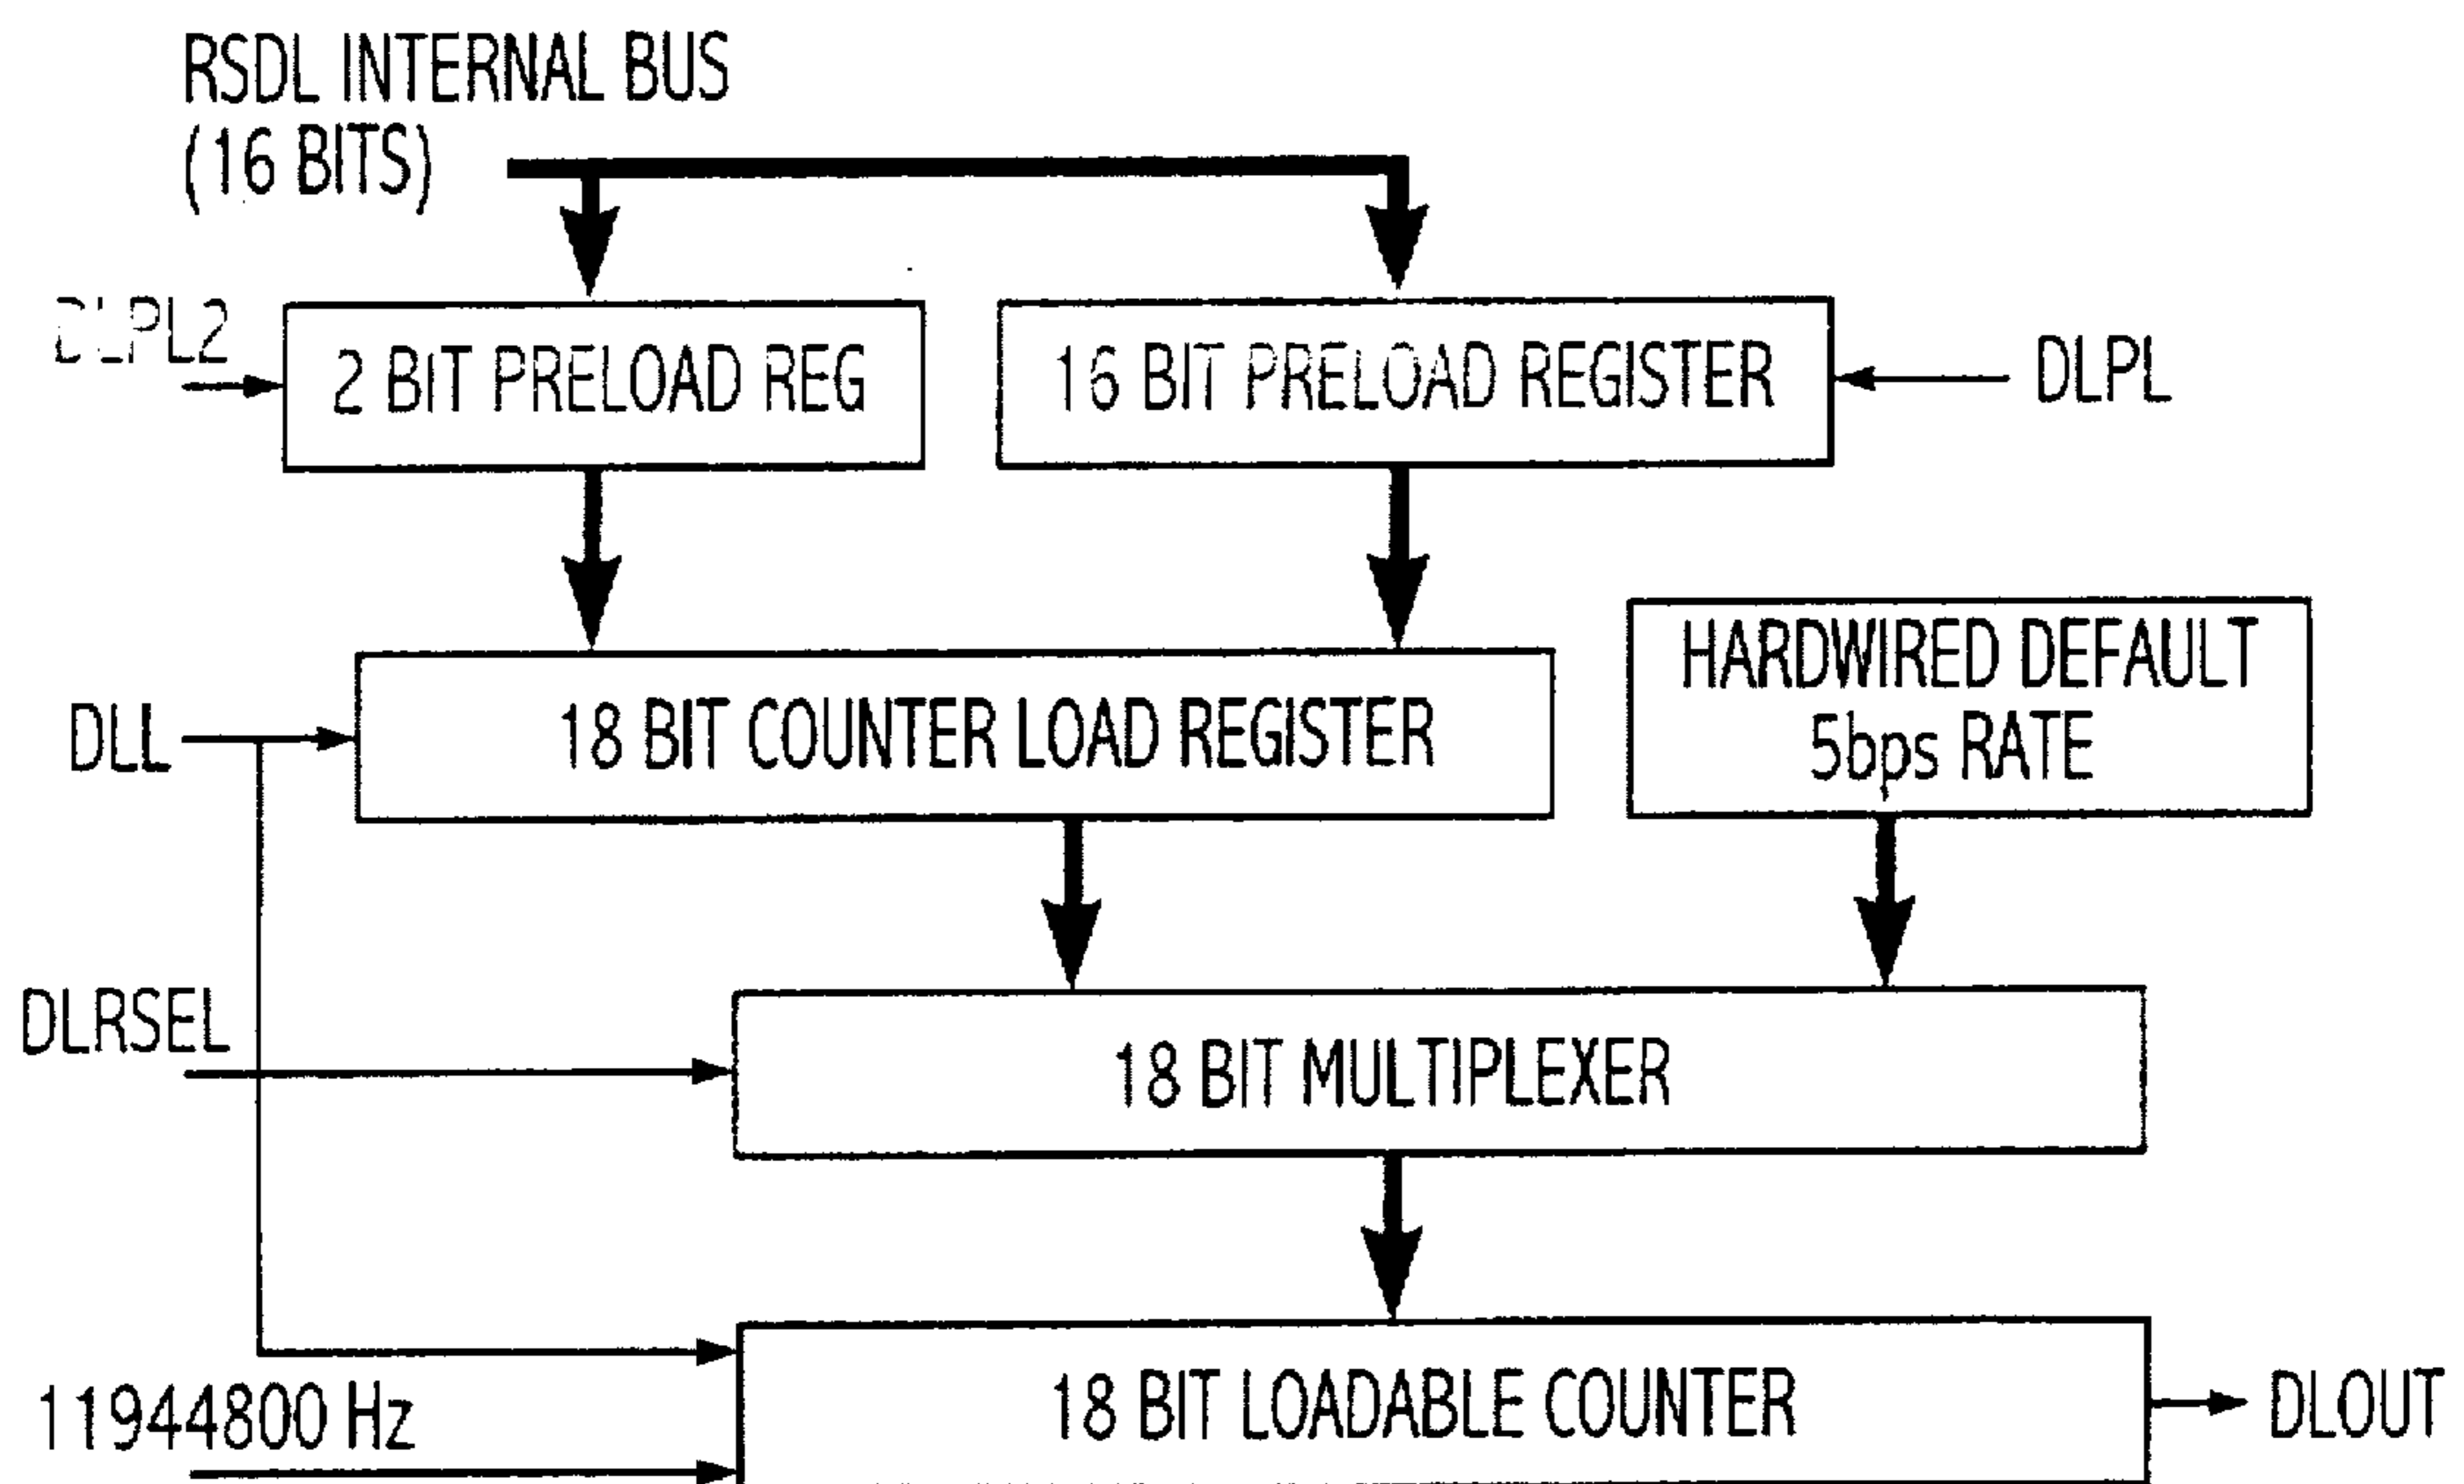 RSDL INTERNAL BUS
(16 BITS)
DLPL2
2 BIT PRELOAD REG
16 BIT PRELOAD REGISTER
DLPL
HARDWIRED DEFAULT
5bps RATE
DLL
18 BIT COUNTER LOAD REGISTER
DLRSEL
18 BIT MULTIPLEXER
11944800 Hz
18 BIT LOADABLE COUNTER
DLOUT